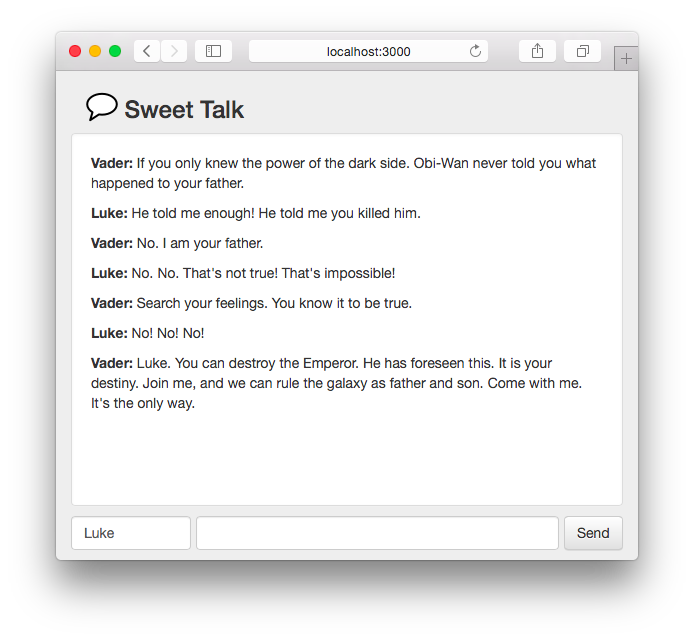 localhost:3000
Sweet Talk
Vader: If you only knew the power of the dark side. Obi-Wan never told you what
happened to your father.
Luke: He told me enough! He told me you killed him.
Vader: No. I am your father.
Luke: No. No. That's not true! That's impossible!
Vader: Search your feelings. You know it to be true.
Luke: No! No! No!
Vader: Luke. You can destroy the Emperor. He has foreseen this. It is your
destiny. Join me, and we can rule the galaxy as father and son. Come with me.
It's the only way.
Luke
Send